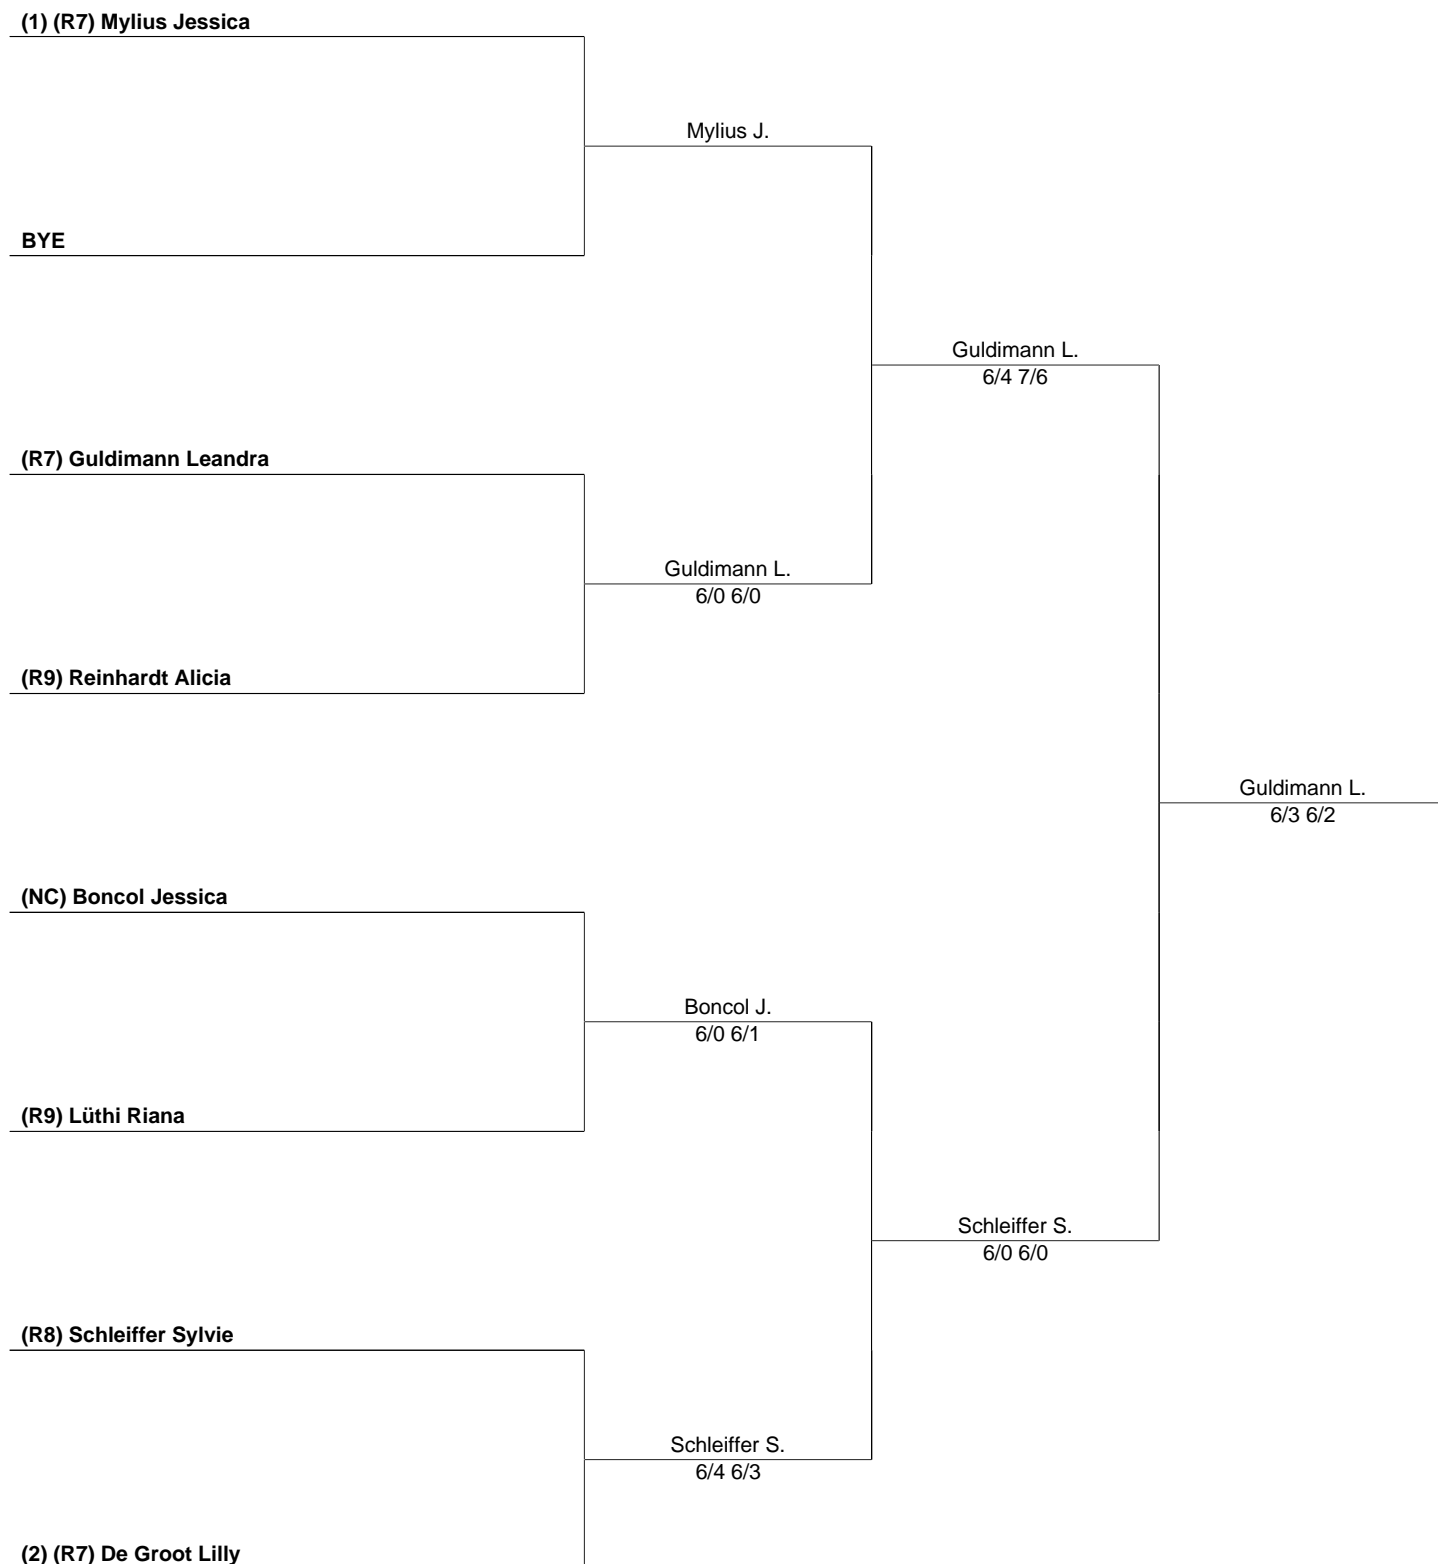 (1) (R7) Mylius Jessica
Mylius J.
BYE
Guldimann L.
6/4 7/6
(R7) Guldimann Leandra
Guldimann L.
6/0 6/0
(R9) Reinhardt Alicia
Guldimann L.
6/3 6/2
(NC) Boncol Jessica
Boncol J.
6/0 6/1
(R9) Lüthi Riana
Schleiffer S.
6/0 6/0
(R8) Schleiffer Sylvie
Schleiffer S.
6/4 6/3
(2) (R7) De Groot Lilly